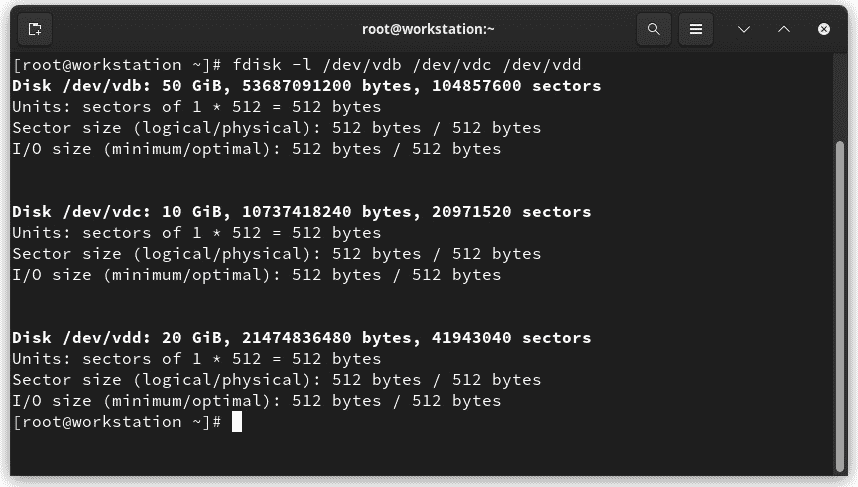 root@workstation:~
[root@workstation ~]# fdisk -l /dev/vdb /dev/vdc /dev/vdd
Disk /dev/vdb: 50 GiB, 53687091200 bytes, 104857600 sectors
Units: sectors of 1 * 512 = 512 bytes
Sector size (logical/physical): 512 bytes / 512 bytes
I/O size (minimum/optimal): 512 bytes / 512 bytes
Disk /dev/vdc: 10 GiB, 10737418240 bytes, 20971520 sectors
Units: sectors of 1 * 512 = 512 bytes
Sector size (logical/physical): 512 bytes / 512 bytes
I/O size (minimum/optimal): 512 bytes / 512 bytes
Disk /dev/vdd: 20 GiB, 21474836480 bytes, 41943040 sectors
Units: sectors of 1 * 512 = 512 bytes
Sector size (logical/physical): 512 bytes / 512 bytes
I/O size (minimum/optimal): 512 bytes / 512 bytes
[root@workstation ~]#